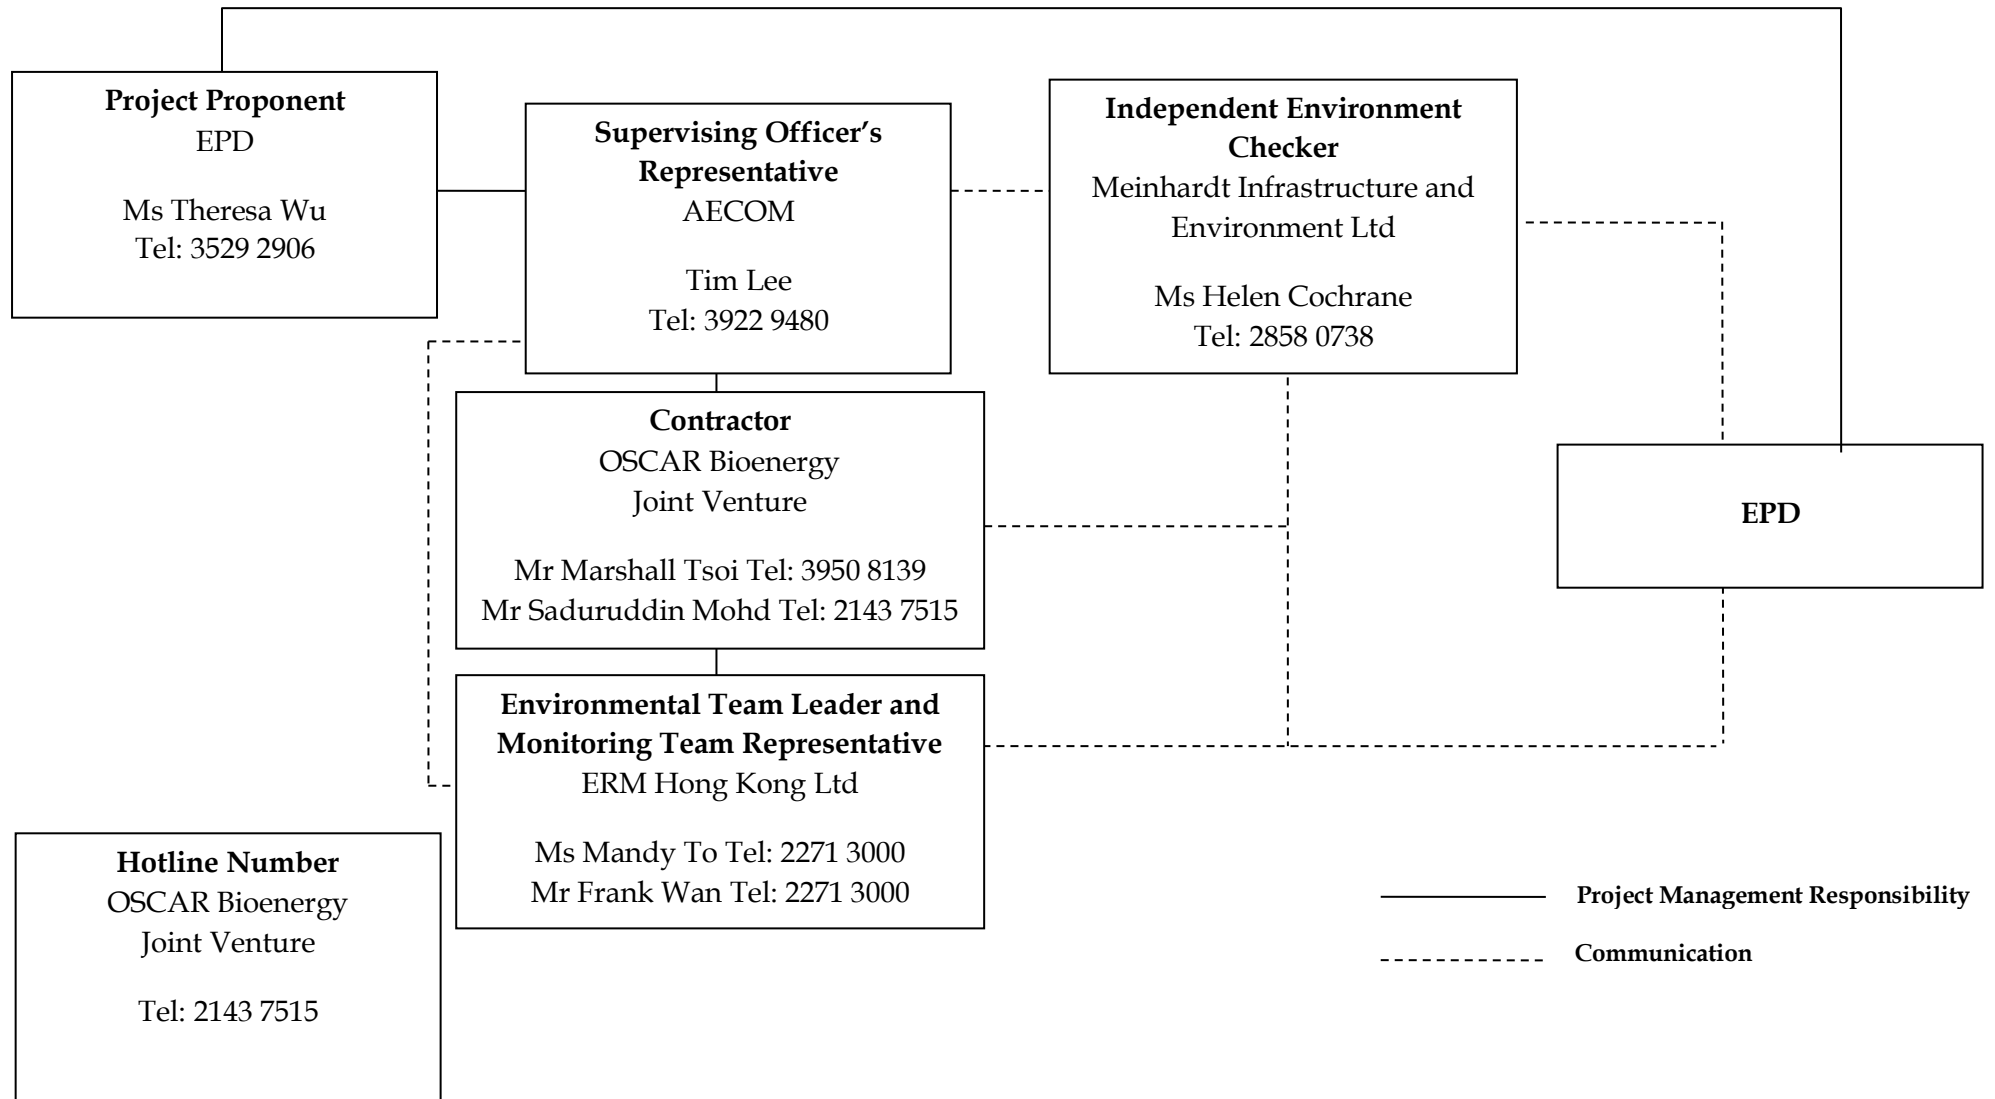 Project Proponent
EPD
Ms Theresa Wu
Tel: 3529 2906
Supervising Officer’s
Representative
AECOM
Tim Lee
Tel: 3922 9480
Independent Environment
Checker
Meinhardt Infrastructure and
Environment Ltd
Ms Helen Cochrane
Tel: 2858 0738
Contractor
OSCAR Bioenergy
Joint Venture
Mr Marshall Tsoi Tel: 3950 8139
Mr Saduruddin Mohd Tel: 2143 7515
EPD
Environmental Team Leader and
Monitoring Team Representative
ERM Hong Kong Ltd
Ms Mandy To Tel: 2271 3000
Mr Frank Wan Tel: 2271 3000
Hotline Number
OSCAR Bioenergy
Joint Venture
Tel: 2143 7515
Project Management Responsibility
Communication